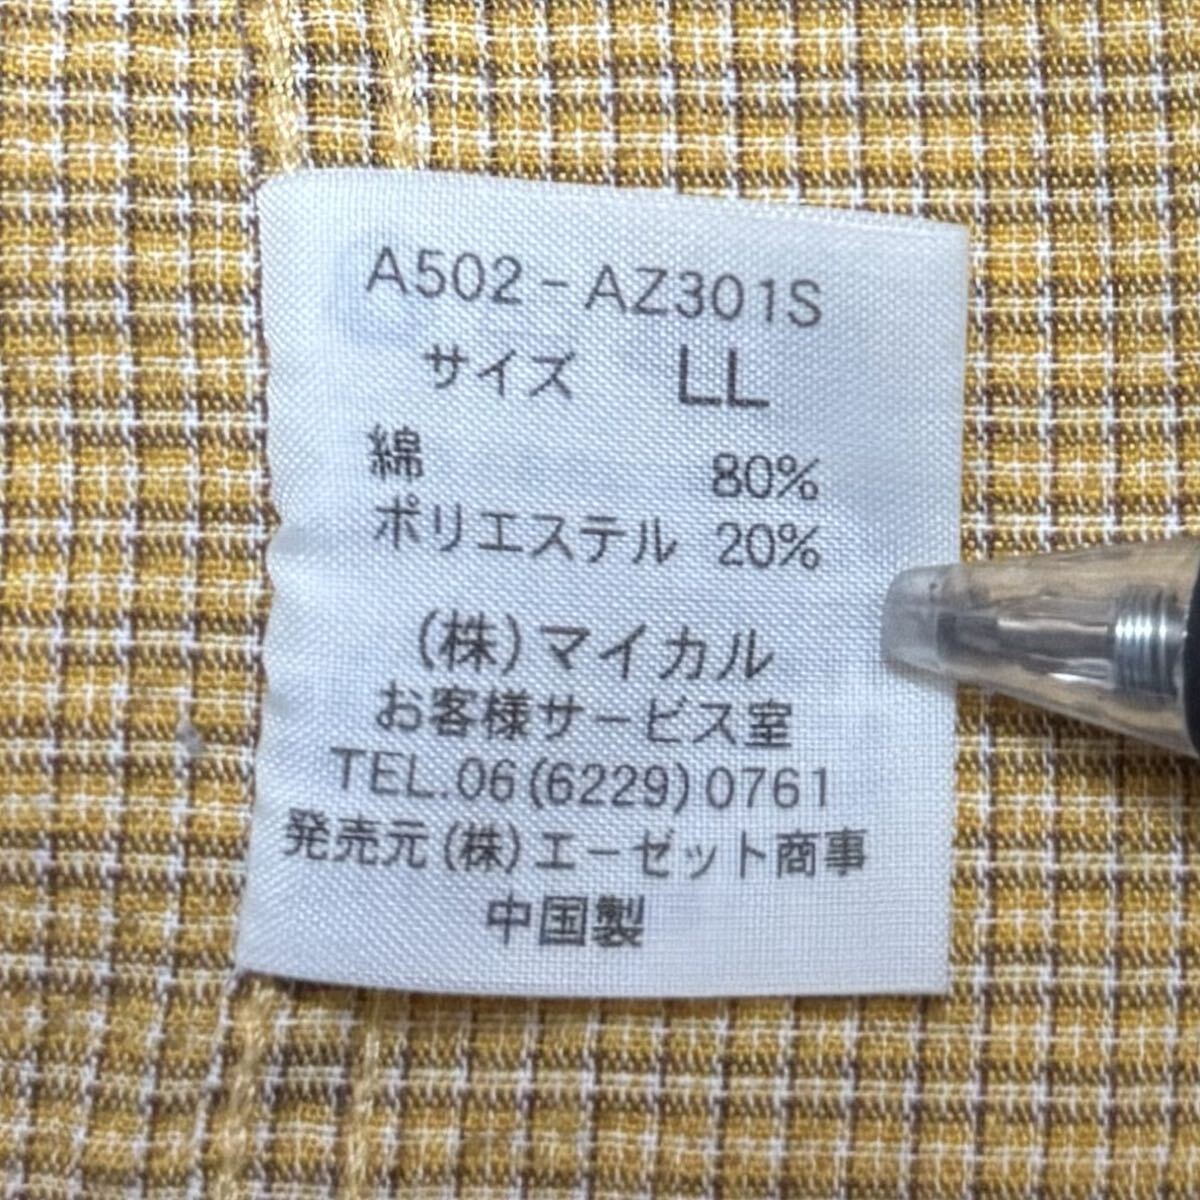 A502-AZ301S
サイズ LL
綿 80%
ポリエステル 20%
(株)マイカル
お客様サービス室
TEL.06(6229)0761
発売元(株)エーゼット商事
中国製